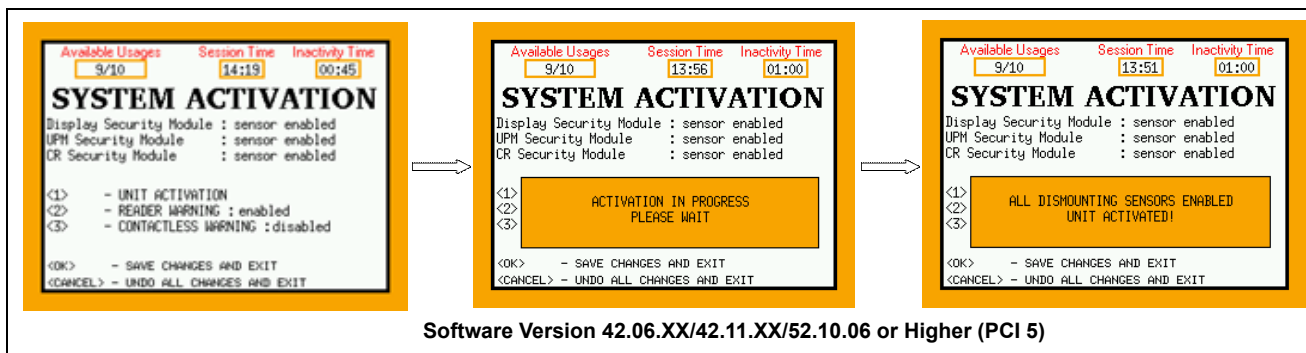 Available Usages Session Time Inactivity Time
9/10 14:19 00:45
SYSTEM ACTIVATION
Display Security Module : sensor enabled
UPM Security Module : sensor enabled
CR Security Module : sensor enabled
<1> - UNIT ACTIVATION
<2> - READER WARNING : enabled
<3> - CONTACTLESS WARNING :disabled
<OK> - SAVE CHANGES AND EXIT
<CANCEL> - UNDO ALL CHANGES AND EXIT
Available Usages Session Time Inactivity Time
9/10 13:56 01:00
SYSTEM ACTIVATION
Display Security Module : sensor enabled
UPM Security Module : sensor enabled
CR Security Module : sensor enabled
<1>
<2>
<3>
ACTIVATION IN PROGRESS
PLEASE WAIT
<OK> - SAVE CHANGES AND EXIT
<CANCEL> - UNDO ALL CHANGES AND EXIT
Available Usages Session Time Inactivity Time
9/10 13:51 01:00
SYSTEM ACTIVATION
Display Security Module : sensor enabled
UPM Security Module : sensor enabled
CR Security Module : sensor enabled
<1>
<2>
<3>
ALL DISMOUNTING SENSORS ENABLED
UNIT ACTIVATED!
<OK> - SAVE CHANGES AND EXIT
<CANCEL> - UNDO ALL CHANGES AND EXIT
Software Version 42.06.XX/42.11.XX/52.10.06 or Higher (PCI 5)